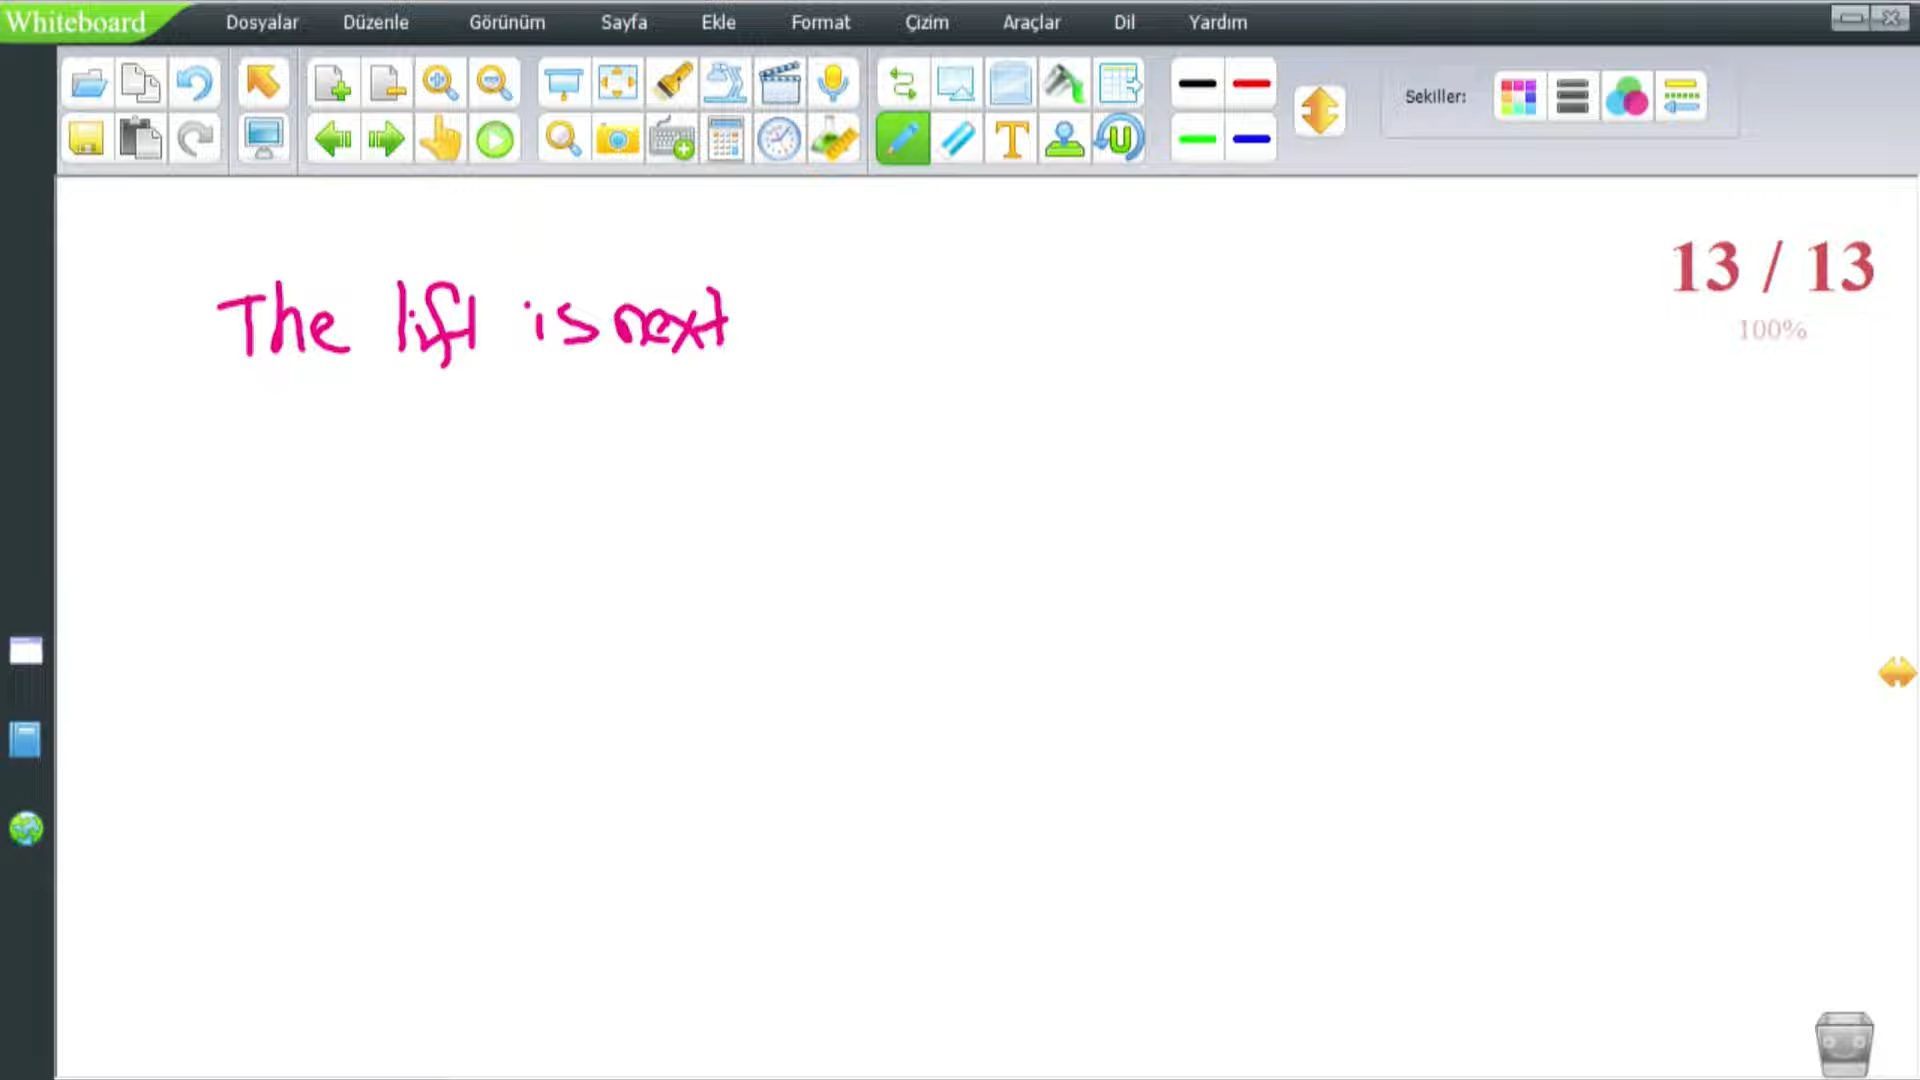 Whiteboard Dosyalar Düzenle Görünüm Sayfa Ekle Format Çizim Araçlar Dil Yardım
Sekiller:
13 / 13
100%
The lift is next